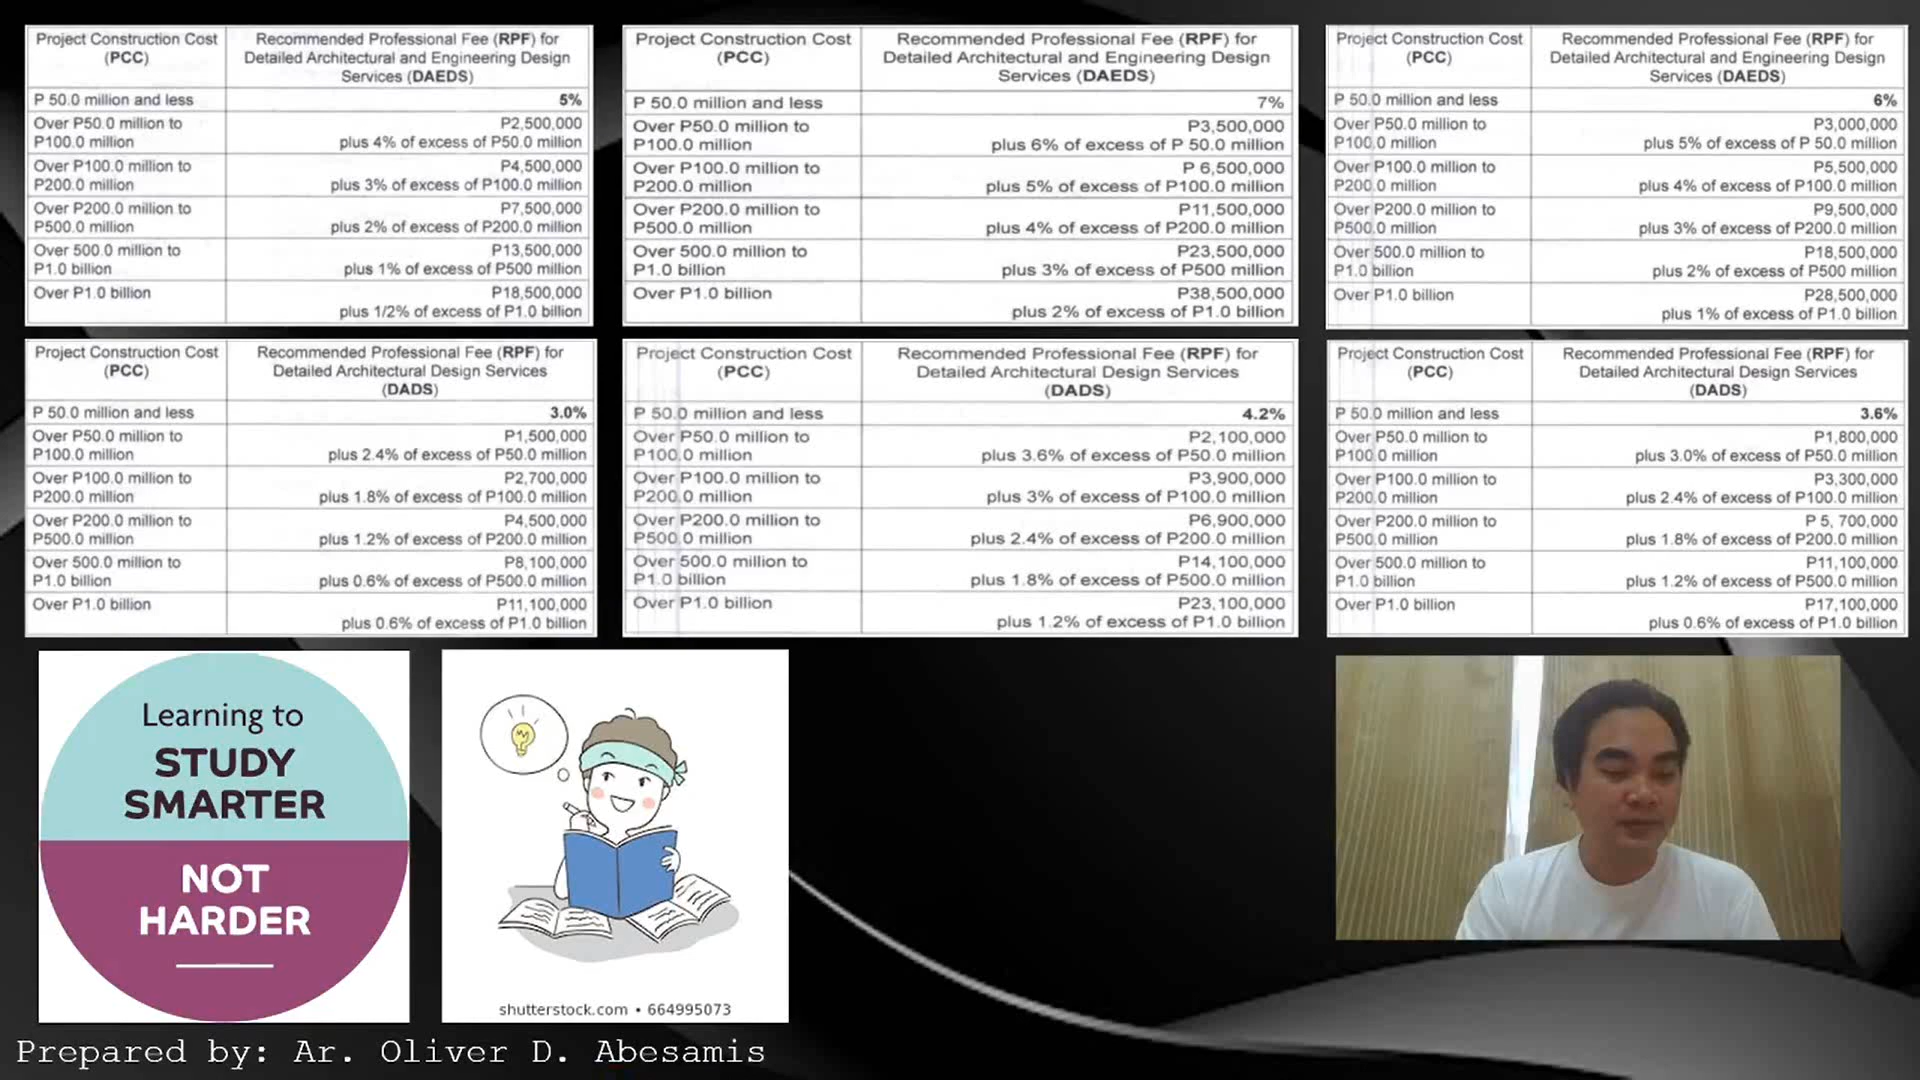 Project Construction Cost
(PCC)
Recommended Professional Fee (RPF) for
Detailed Architectural and Engineering Design
Services (DAEDS)
P 50.0 million and less
5%
Over P50.0 million to
P100.0 million
P2,500,000
plus 4% of excess of P50.0 million
Over P100.0 million to
P200.0 million
P4,500,000
plus 3% of excess of P100.0 million
Over P200.0 million to
P500.0 million
P7,500,000
plus 2% of excess of P200.0 million
Over 500.0 million to
P1.0 billion
P13,500,000
plus 1% of excess of P500 million
Over P1.0 billion
P18,500,000
plus 1/2% of excess of P1.0 billion
Project Construction Cost
(PCC)
Recommended Professional Fee (RPF) for
Detailed Architectural and Engineering Design
Services (DAEDS)
P 50.0 million and less
7%
Over P50.0 million to
P100.0 million
P3,500,000
plus 6% of excess of P 50.0 million
Over P100.0 million to
P200.0 million
P 6,500,000
plus 5% of excess of P100.0 million
Over P200.0 million to
P500.0 million
P11,500,000
plus 4% of excess of P200.0 million
Over 500.0 million to
P1.0 billion
P23,500,000
plus 3% of excess of P500 million
Over P1.0 billion
P38,500,000
plus 2% of excess of P1.0 billion
Project Construction Cost
(PCC)
Recommended Professional Fee (RPF) for
Detailed Architectural and Engineering Design
Services (DAEDS)
P 50.0 million and less
6%
Over P50.0 million to
P100.0 million
P3,000,000
plus 5% of excess of P 50.0 million
Over P100.0 million to
P200.0 million
P5,500,000
plus 4% of excess of P100.0 million
Over P200.0 million to
P500.0 million
P9,500,000
plus 3% of excess of P200.0 million
Over 500.0 million to
P1.0 billion
P18,500,000
plus 2% of excess of P500 million
Over P1.0 billion
P28,500,000
plus 1% of excess of P1.0 billion
Project Construction Cost
(PCC)
Recommended Professional Fee (RPF) for
Detailed Architectural Design Services
(DADS)
P 50.0 million and less
3.0%
Over P50.0 million to
P100.0 million
P1,500,000
plus 2.4% of excess of P50.0 million
Over P100.0 million to
P200.0 million
P2,700,000
plus 1.8% of excess of P100.0 million
Over P200.0 million to
P500.0 million
P4,500,000
plus 1.2% of excess of P200.0 million
Over 500.0 million to
P1.0 billion
P8,100,000
plus 0.6% of excess of P500.0 million
Over P1.0 billion
P11,100,000
plus 0.6% of excess of P1.0 billion
Project Construction Cost
(PCC)
Recommended Professional Fee (RPF) for
Detailed Architectural Design Services
(DADS)
P 50.0 million and less
4.2%
Over P50.0 million to
P100.0 million
P2,100,000
plus 3.6% of excess of P50.0 million
Over P100.0 million to
P200.0 million
P3,900,000
plus 3% of excess of P100.0 million
Over P200.0 million to
P500.0 million
P6,900,000
plus 2.4% of excess of P200.0 million
Over 500.0 million to
P1.0 billion
P14,100,000
plus 1.8% of excess of P500.0 million
Over P1.0 billion
P23,100,000
plus 1.2% of excess of P1.0 billion
Project Construction Cost
(PCC)
Recommended Professional Fee (RPF) for
Detailed Architectural Design Services
(DADS)
P 50.0 million and less
3.6%
Over P50.0 million to
P100.0 million
P1,800,000
plus 3.0% of excess of P50.0 million
Over P100.0 million to
P200.0 million
P3,300,000
plus 2.4% of excess of P100.0 million
Over P200.0 million to
P500.0 million
P 5, 700,000
plus 1.8% of excess of P200.0 million
Over 500.0 million to
P1.0 billion
P11,100,000
plus 1.2% of excess of P500.0 million
Over P1.0 billion
P17,100,000
plus 0.6% of excess of P1.0 billion
Learning to
STUDY
SMARTER
NOT
HARDER
shutterstock.com • 664995073
Prepared by: Ar. Oliver D. Abesamis